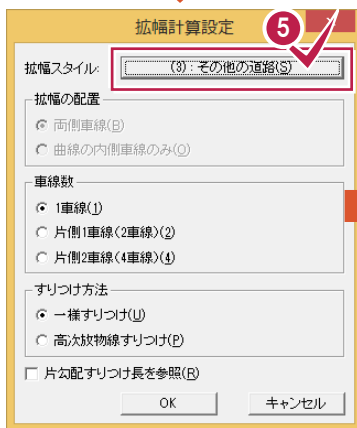 拡幅計算設定
5
拡幅スタイル:
(3):その他の道路(S)
拡幅の配置
両側車線(B)
曲線の内側車線のみ(O)
車線数
1車線(1)
片側1車線(2車線)(2)
片側2車線(4車線)(4)
すりつけ方法
一様すりつけ(U)
高次放物線すりつけ(P)
片勾配すりつけ長を参照(R)
OK キャンセル